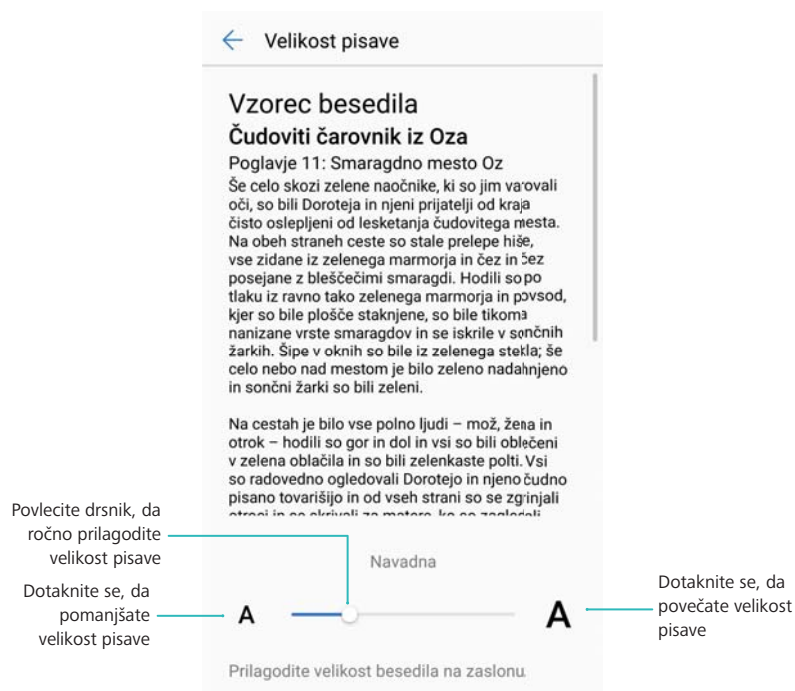 Velikost pisave
Vzorec besedila
Čudoviti čarovnik iz Oza
Poglavje 11: Smaragdno mesto Oz
Še celo skozi zelene naočnike, ki so jim varovali
oči, so bili Doroteja in njeni prijatelji od kraja
čisto oslepljeni od lesketanja čudovitega mesta.
Na obeh straneh ceste so stale prelepe hiše,
vse zidane iz zelenega marmorja in čez in čez
posejane z bleščečimi smaragdi. Hodili so po
tlaku iz ravno tako zelenega marmorja in povsod,
kjer so bile plošče staknjene, so bile tikoma
nanizane vrste smaragdov in se iskrile v sončnih
žarkih. Šipe v oknih so bile iz zelenega stekla; še
celo nebo nad mestom je bilo zeleno nadahnjeno
in sončni žarki so bili zeleni.
Na cestah je bilo vse polno ljudi – mož, žena in
otrok – hodili so gor in dol in vsi so bili oblečeni
v zelena oblačila in so bili zelenkaste polti. Vsi
so radovedno ogledovali Dorotejo in njeno čudno
pisano tovarišijo in od vseh strani so se zgrinjali
otroci in se skrivali za matere, ko so zagledali
Povlecite drsnik, da
ročno prilagodite
velikost pisave
Navadna
Dotaknite se, da
pomanjšate
velikost pisave
A
A
Dotaknite se, da
povečate velikost
pisave
Prilagodite velikost besedila na zaslonu.